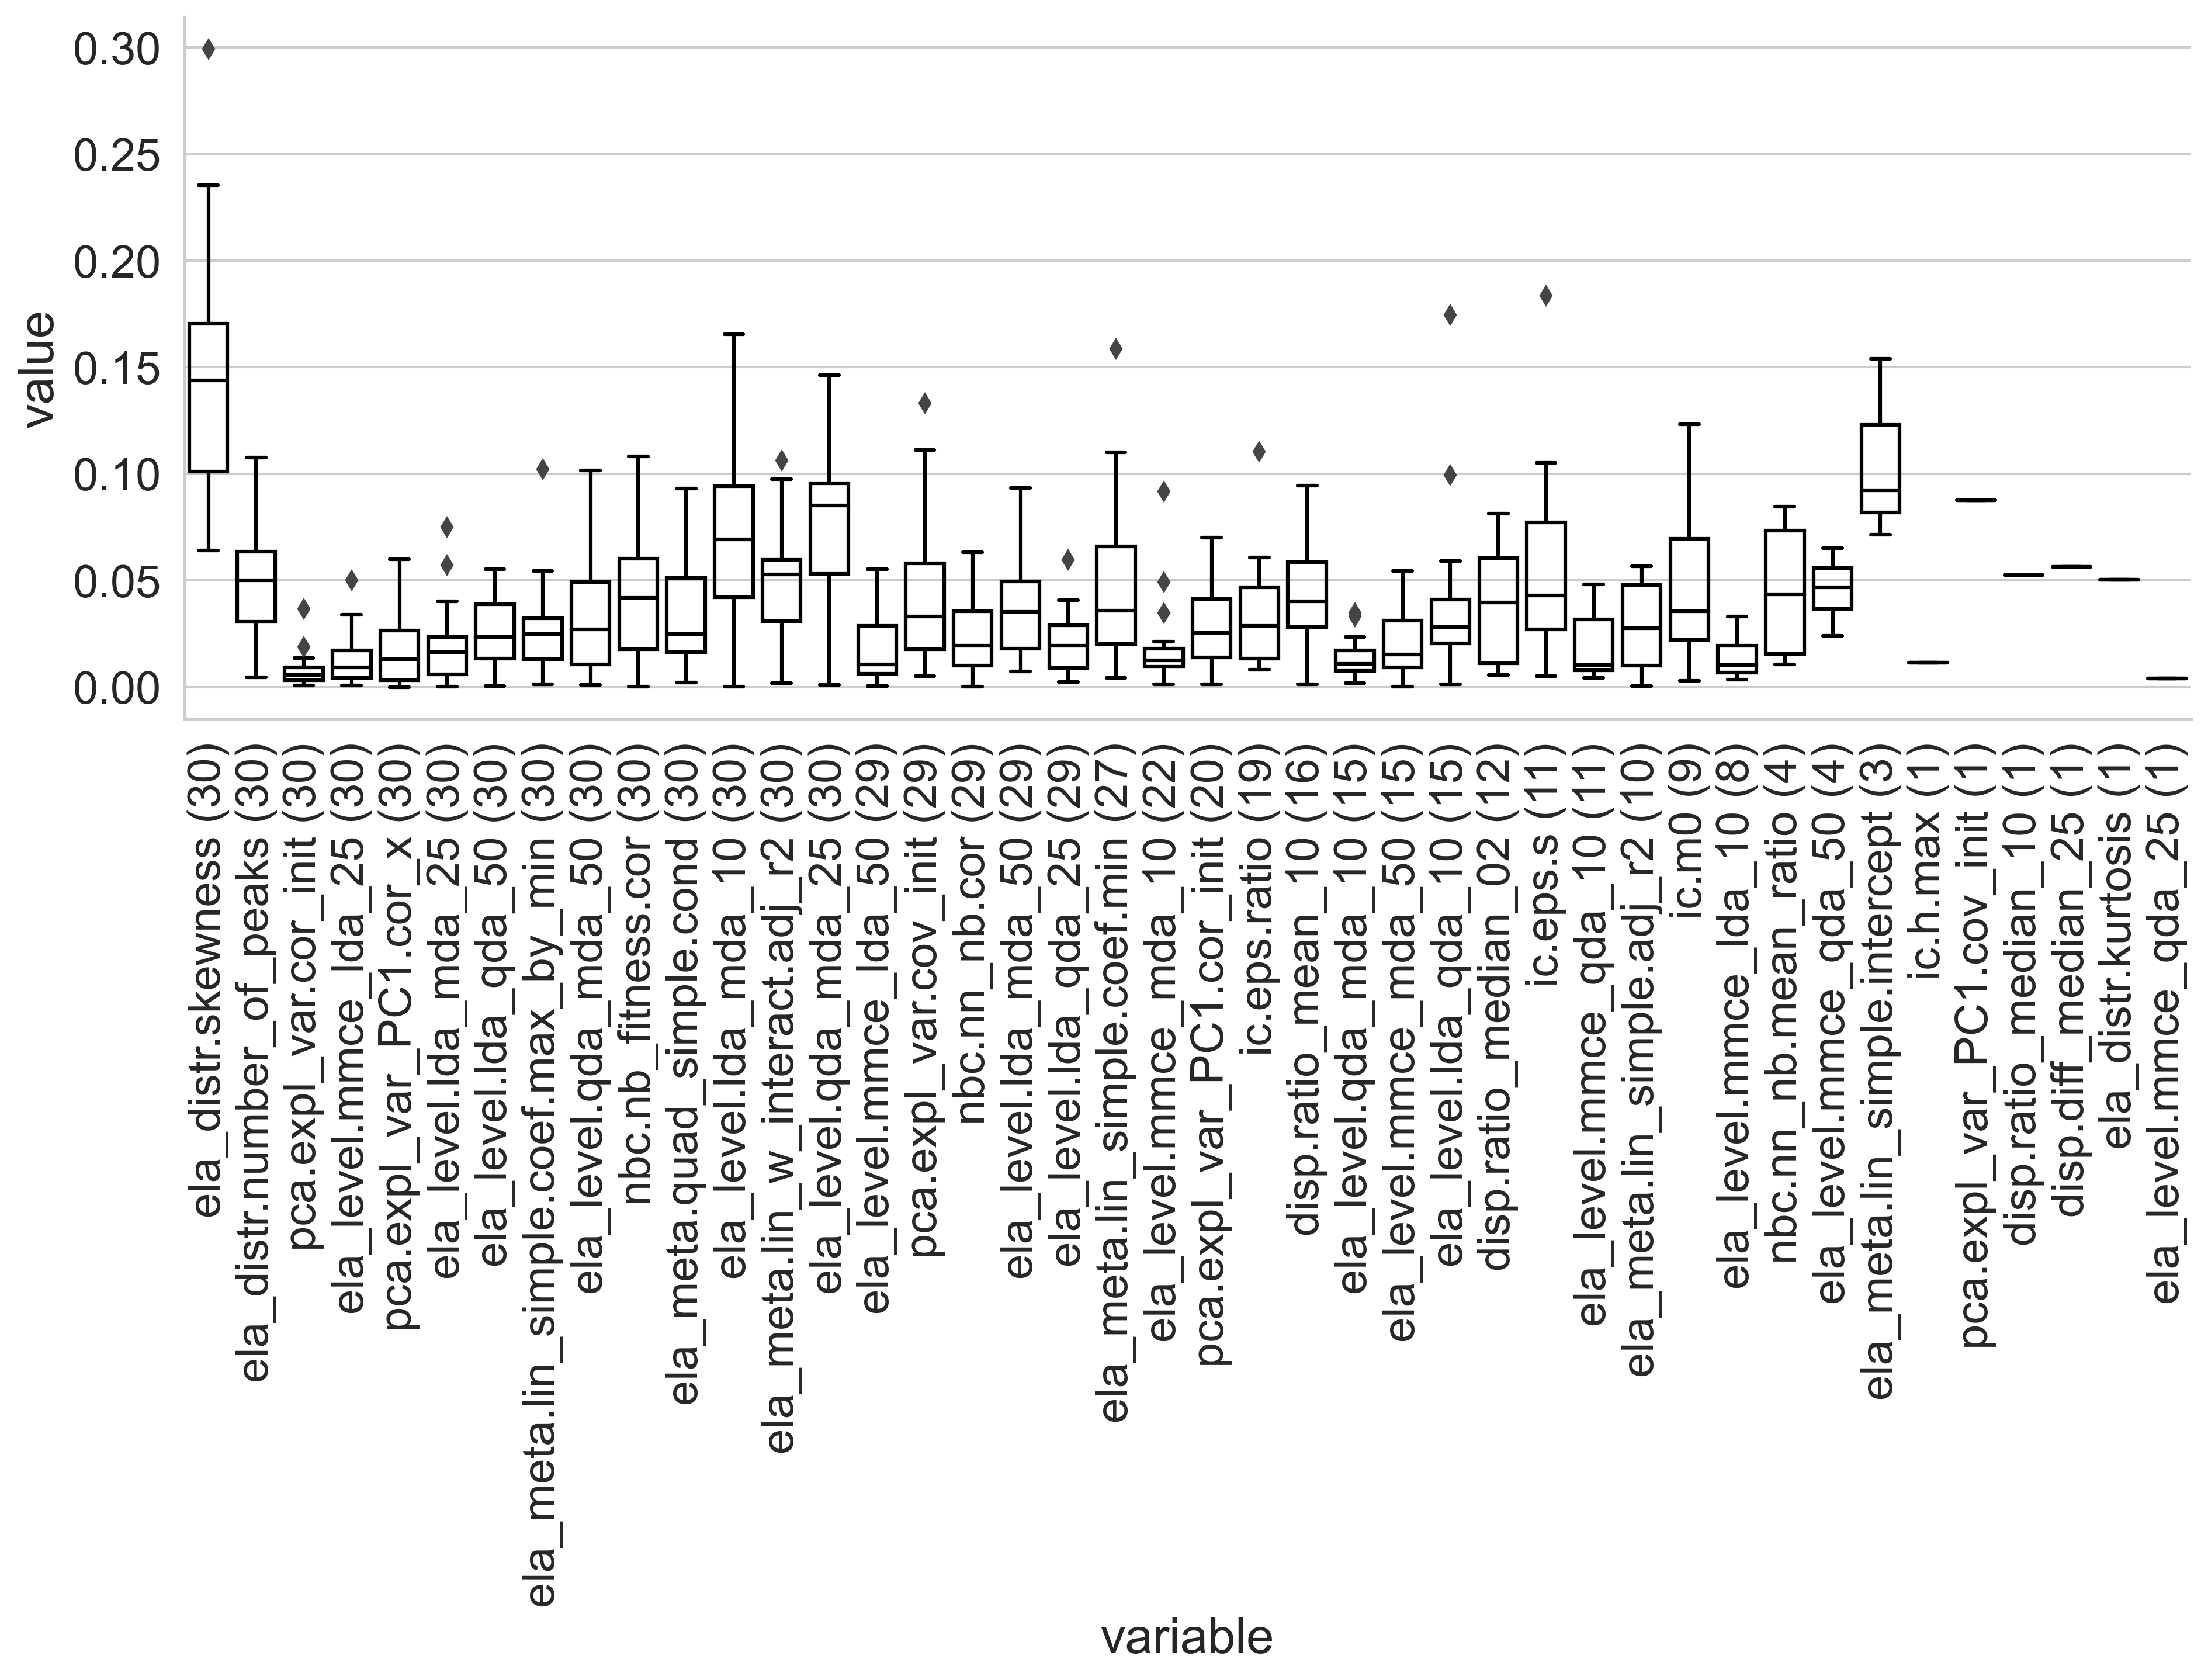 0.30
0.25
0.20
0.15
0.10
0.05
0.00
value
ela_distr.skewness (30)
ela_distr.number_of_peaks (30)
pca.expl_var.cor_init (30)
ela_level.mmce_lda_25 (30)
pca.expl_var_PC1.cor_x (30)
ela_level.lda_mda_25 (30)
ela_level.lda_qda_50 (30)
ela_meta.lin_simple.coef.max_by_min (30)
ela_level.qda_mda_50 (30)
nbc.nb_fitness.cor (30)
ela_meta.quad_simple.cond (30)
ela_level.lda_mda_10 (30)
ela_meta.lin_w_interact.adj_r2 (30)
ela_level.qda_mda_25 (30)
ela_level.mmce_lda_50 (29)
pca.expl_var.cov_init (29)
nbc.nn_nb.cor (29)
ela_level.lda_mda_50 (29)
ela_level.lda_qda_25 (29)
ela_meta.lin_simple.coef.min (27)
ela_level.mmce_mda_10 (22)
pca.expl_var_PC1.cor_init (20)
ic.eps.ratio (19)
disp.ratio_mean_10 (16)
ela_level.qda_mda_10 (15)
ela_level.mmce_mda_50 (15)
ela_level.lda_qda_10 (15)
disp.ratio_median_02 (12)
ic.eps.s (11)
ela_level.mmce_qda_10 (11)
ela_meta.lin_simple.adj_r2 (10)
ic.m0 (9)
ela_level.mmce_lda_10 (8)
nbc.nn_nb.mean_ratio (4)
ela_level.mmce_qda_50 (4)
ela_meta.lin_simple.intercept (3)
ic.h.max (1)
pca.expl_var_PC1.cov_init (1)
disp.ratio_median_10 (1)
disp.diff_median_25 (1)
ela_distr.kurtosis (1)
ela_level.mmce_qda_25 (1)
variable